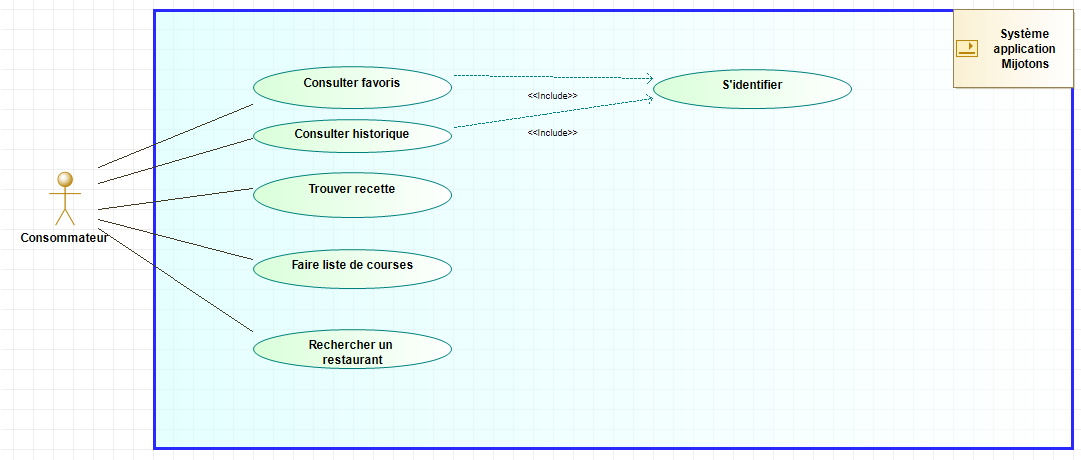 Système
application
Mijotons
Consulter favoris
S'identifier
<<Include>>
Consulter historique
<<Include>>
Trouver recette
Consommateur
Faire liste de courses
Rechercher un
restaurant